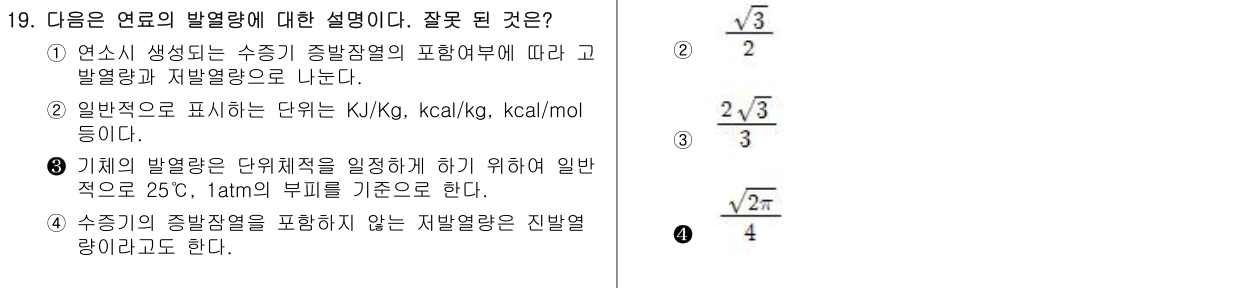 19. 다음은 연료의 발열량에 대한 설명이다. 잘못 된 것은?
① 연소시 생성되는 수증기 증발잠열의 포함여부에 따라 고
발열량과 저발열량으로 나눈다.
② 일반적으로 표시하는 단위는 KJ/Kg, kcal/kg, kcal/mol
등이다.
❸ 기체의 발열량은 단위체적을 일정하게 하기 위하여 일반
적으로 25℃, 1atm의 부피를 기준으로 한다.
④ 수증기의 증발잠열을 포함하지 않는 저발열량은 진발열
량이라고도 한다.
② √3/2
③ 2√3/3
❹ √2π/4